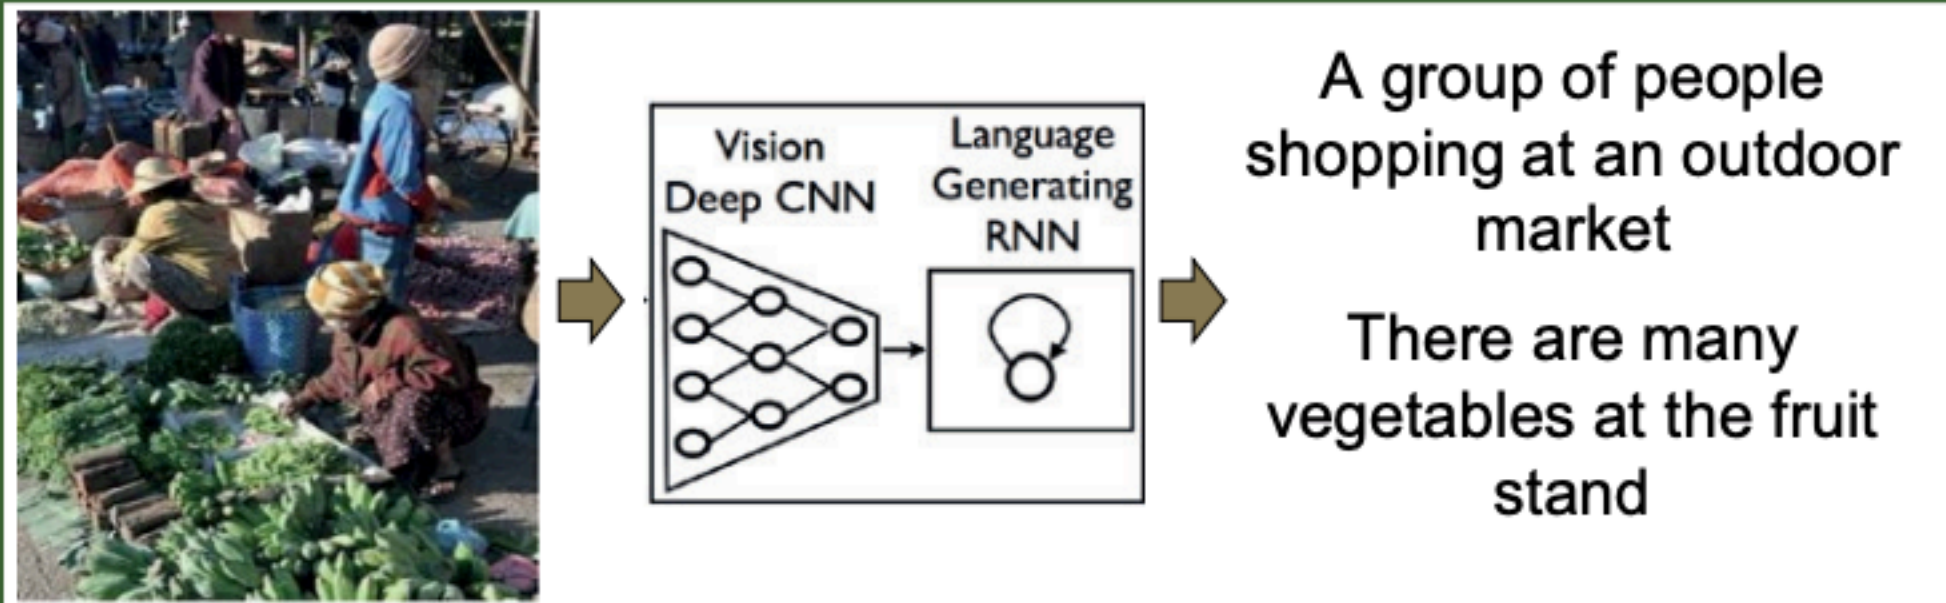 Vision
Deep CNN
Language
Generating
RNN
A group of people
shopping at an outdoor
market
There are many
vegetables at the fruit
stand